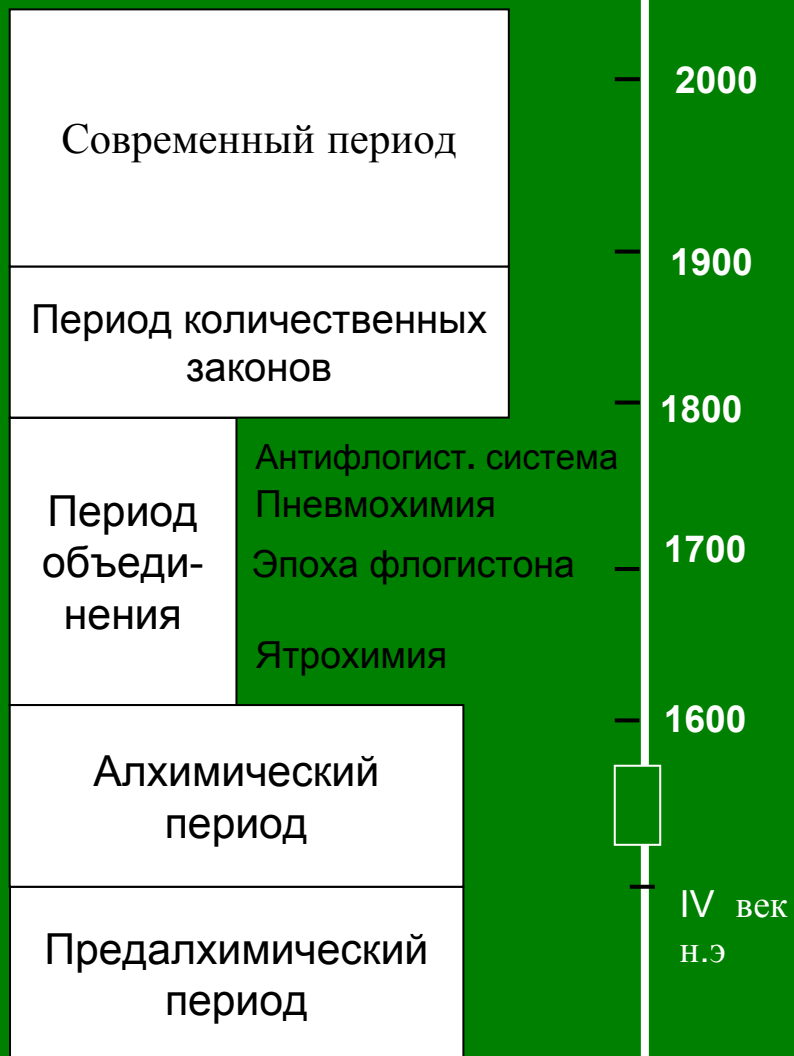 2000
Современный период
1900
Период количественных
законов
1800
Антифлогист. система
Пневмохимия
Период
объеди-
нения
Эпоха флогистона
1700
Ятрохимия
1600
Алхимический
период
IV век
н.э
Предалхимический
период